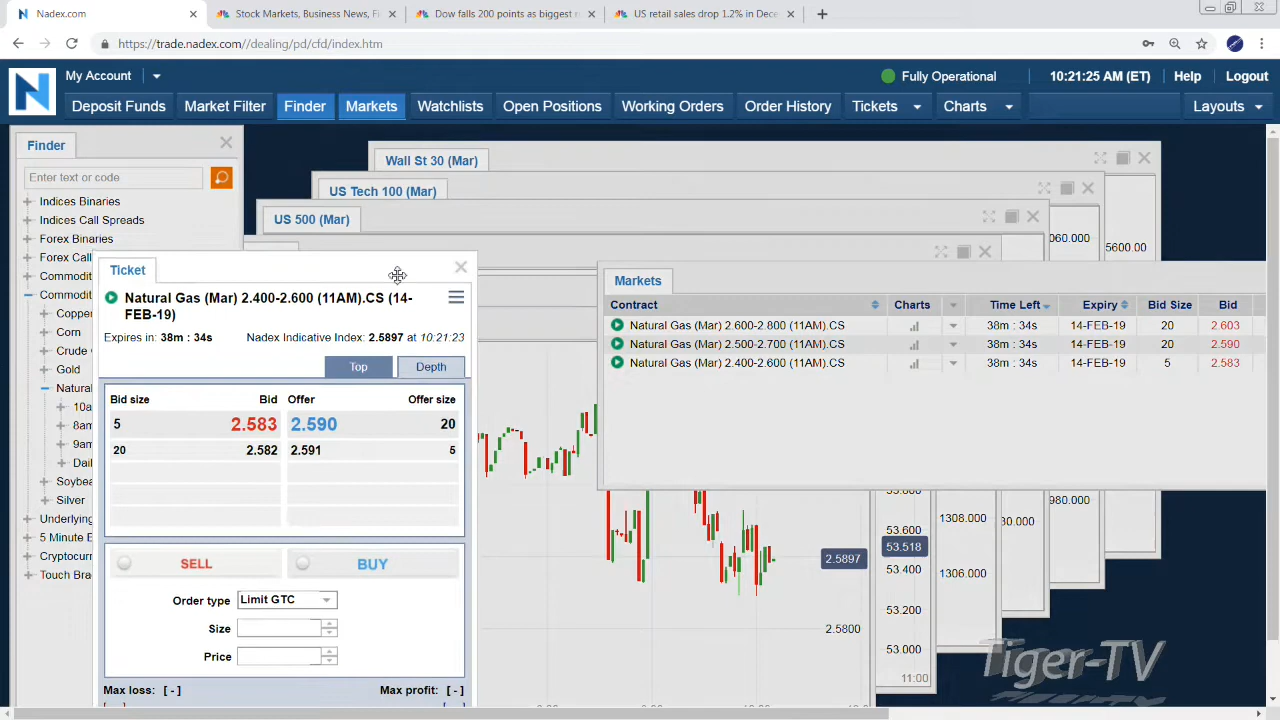 Nadex.com
Stock Markets, Business News, Fi
Dow falls 200 points as biggest r
US retail sales drop 1.2% in Dece
https://trade.nadex.com//dealing/pd/cfd/index.htm
My Account
Fully Operational
10:21:25 AM (ET)
Help
Logout
Deposit Funds
Market Filter
Finder
Markets
Watchlists
Open Positions
Working Orders
Order History
Tickets
Charts
Layouts
Finder
Enter text or code
Indices Binaries
Indices Call Spreads
Forex Binaries
Forex Call
Commodit
Commodit
Copper
Corn
Crude
Gold
Natural
10a
8am
9am
Dail
Soybea
Silver
Underlying
5 Minute E
Cryptocurr
Touch Brac
Wall St 30 (Mar)
US Tech 100 (Mar)
US 500 (Mar)
Ticket
Natural Gas (Mar) 2.400-2.600 (11AM).CS (14-
FEB-19)
Expires in: 38m : 34s
Nadex Indicative Index: 2.5897 at 10:21:23
Top
Depth
Bid size Bid Offer Offer size
5 2.583 2.590 20
20 2.582 2.591 5
SELL
BUY
Order type Limit GTC
Size
Price
Max loss: [ - ]
Max profit: [ - ]
Markets
Contract Charts Time Left Expiry Bid Size Bid
Natural Gas (Mar) 2.600-2.800 (11AM).CS 38m : 34s 14-FEB-19 20 2.603
Natural Gas (Mar) 2.500-2.700 (11AM).CS 38m : 34s 14-FEB-19 20 2.590
Natural Gas (Mar) 2.400-2.600 (11AM).CS 38m : 34s 14-FEB-19 5 2.583
060.000
5600.00
2.5897
2.5800
53.600
53.518
53.400
53.200
53.000
11:00
1308.000
1306.000
980.000
Tiger-TV